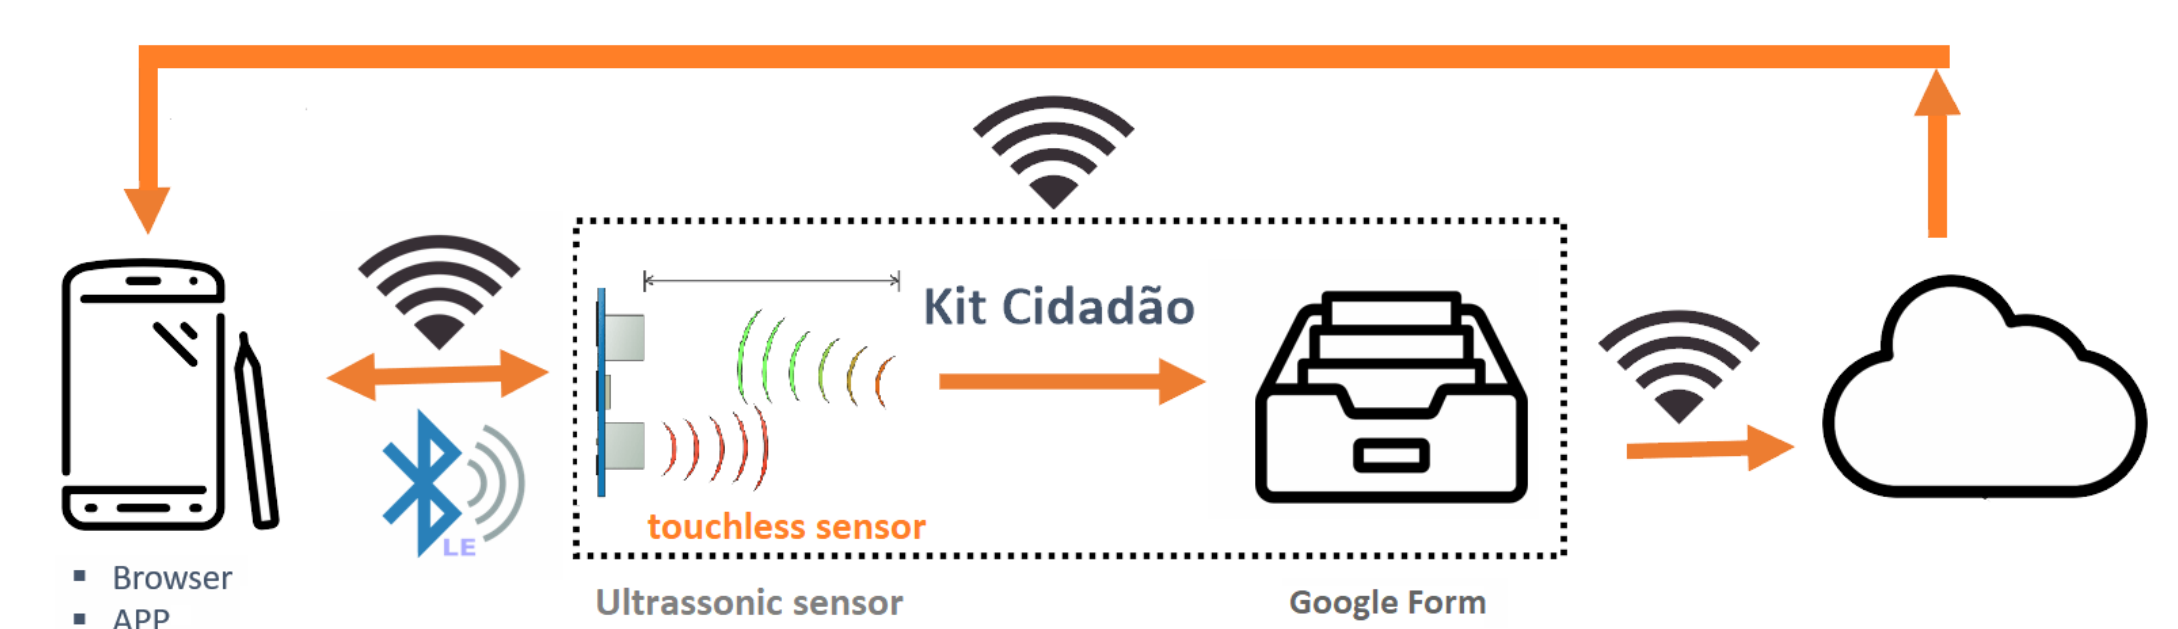 Kit Cidadão
touchless sensor
LE
Browser
APP
Ultrassonic sensor
Google Form